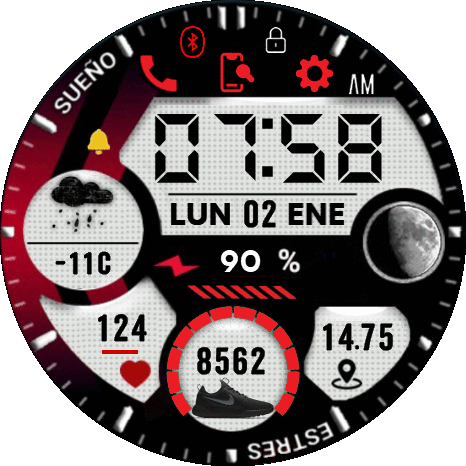 SUEÑO
AM
07:58
LUN 02 ENE
-11C
90 %
124
8562
14.75
ESTRES